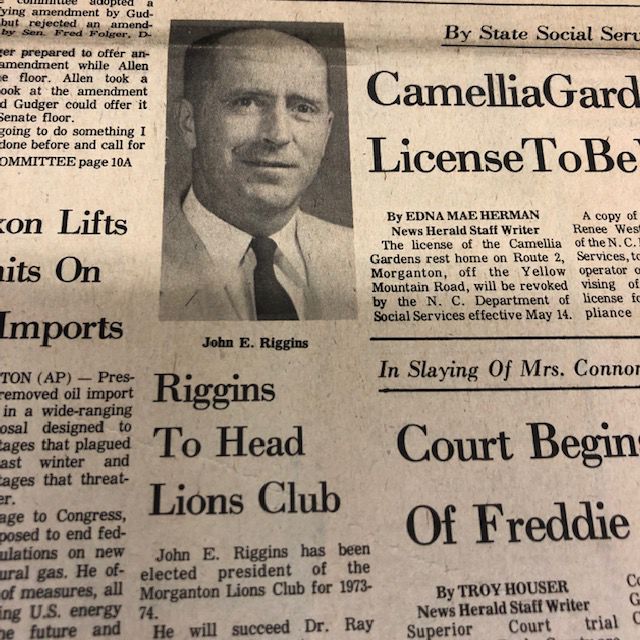 committee adopted a
fying amendment by Gud-
but rejected an amend-
by Sen. Fred Folger, D-
ger prepared to offer an-
amendment while Allen
e floor. Allen took a
ook at the amendment
d Gudger could offer it
Senate floor.
going to do something I
done before and call for
OMMITTEE page 10A
xon Lifts
its On
Imports
TON (AP) — Pres-
removed oil import
in a wide-ranging
osal designed to
tages that plagued
ast winter and
tages that threat-
er.
age to Congress,
posed to end fed-
ulations on new
ural gas. He of-
of measures, all
ing U.S. energy
e future and
John E. Riggins
Riggins
To Head
Lions Club
John E. Riggins has been
elected president of the
Morganton Lions Club for 1973-
74.
He will succeed Dr. Ray
By State Social Serv
CamelliaGard
LicenseToBe
By EDNA MAE HERMAN
News Herald Staff Writer
The license of the Camellia
Gardens rest home on Route 2,
Morganton, off the Yellow
Mountain Road, will be revoked
by the N. C. Department of
Social Services effective May 14.
A copy of
Renee West
of the N. C.
Services, to
operator o
vising of
license fo
pliance
In Slaying Of Mrs. Connor
Court Begin
Of Freddie
By TROY HOUSER
News Herald Staff Writer
Superior Court trial